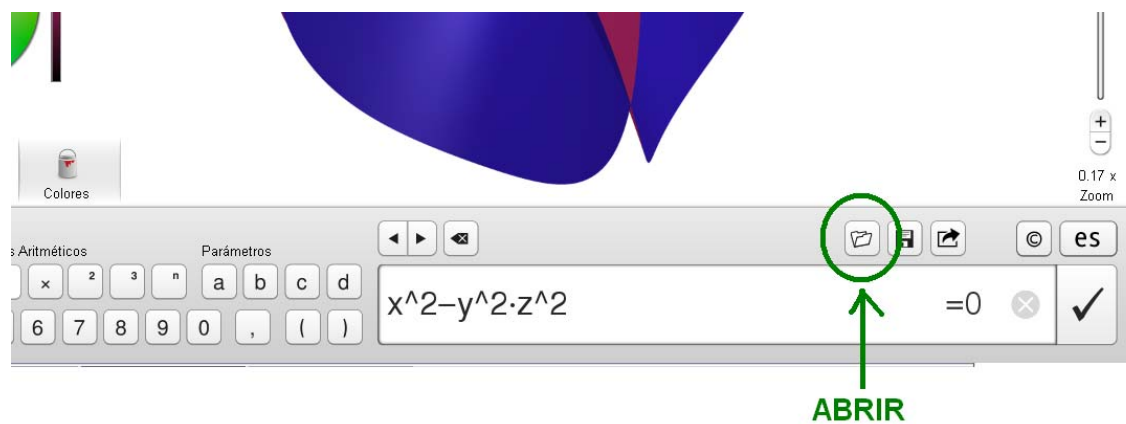 +
−
0.17 x
Zoom
Colores
s Aritméticos
Parámetros
© es
× 2 3 n a b c d
6 7 8 9 0 , ( )
x^2−y^2·z^2 =0
ABRIR